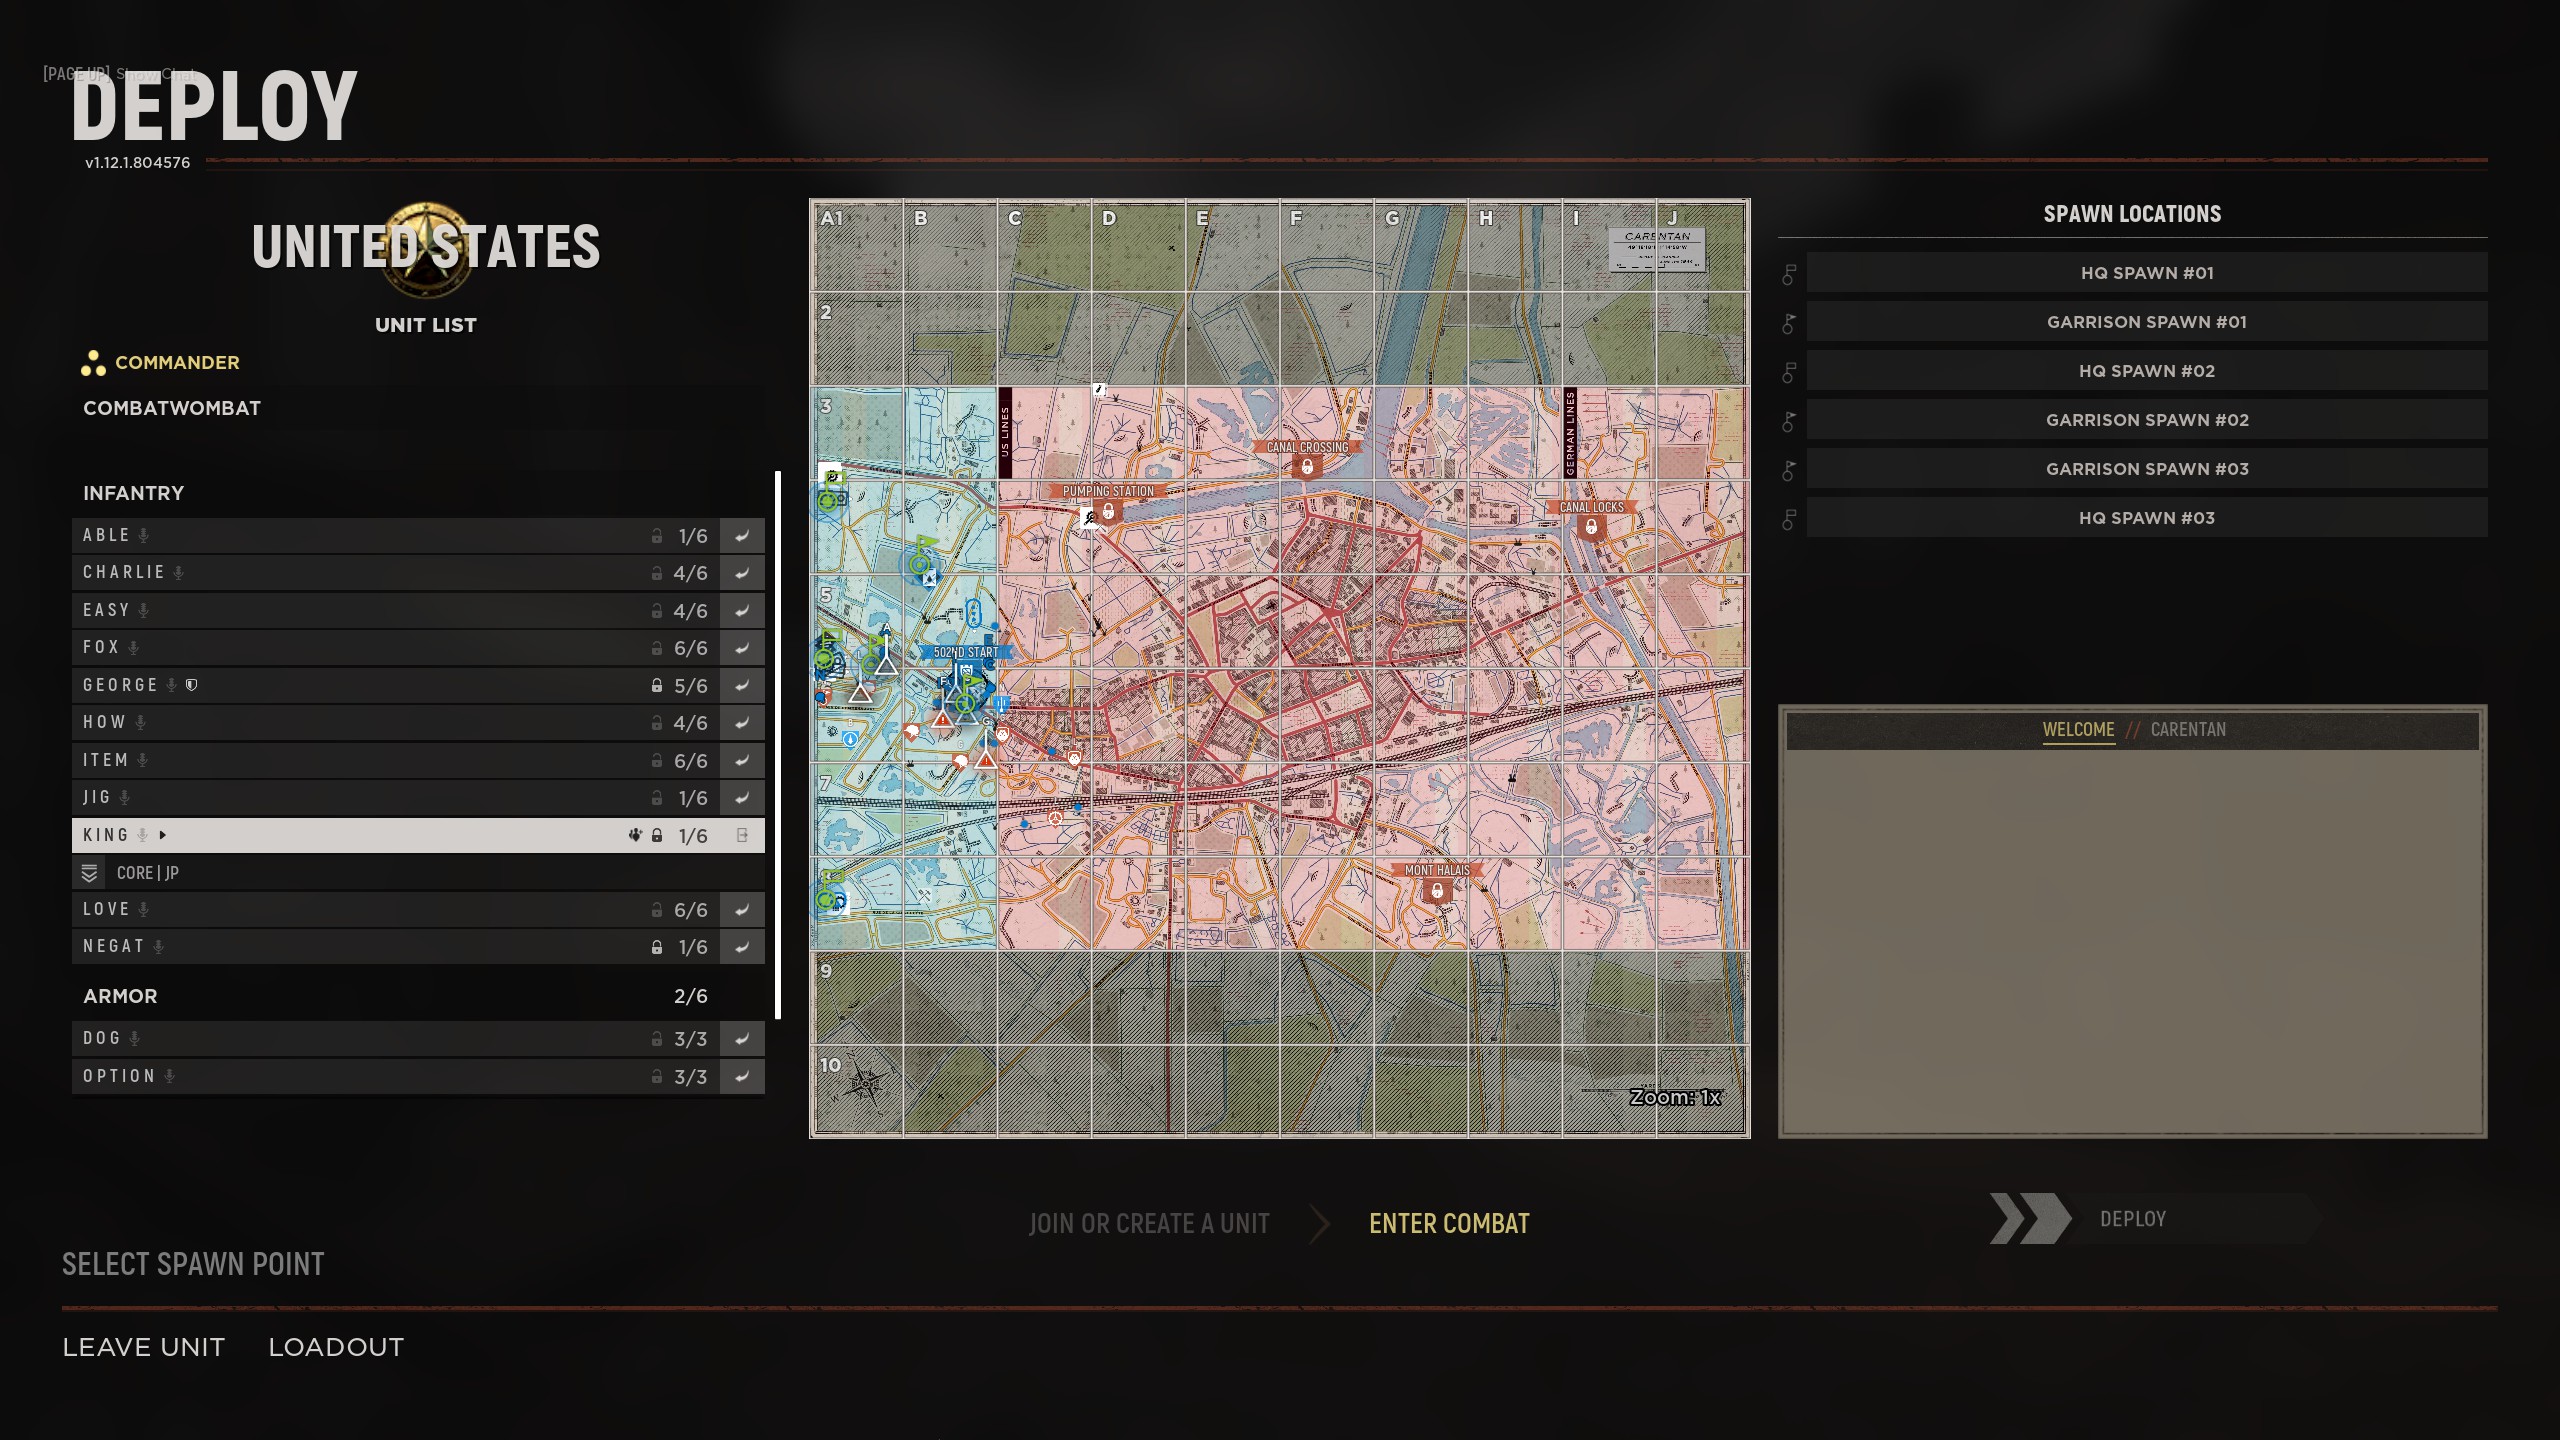 [PAGE UP] Show Chat
DEPLOY
v1.12.1.804576
UNITED STATES
UNIT LIST
COMMANDER
COMBATWOMBAT
INFANTRY
ABLE 1/6
CHARLIE 4/6
EASY 4/6
FOX 6/6
GEORGE 5/6
HOW 4/6
ITEM 6/6
JIG 1/6
KING 1/6
CORE | JP
LOVE 6/6
NEGAT 1/6
ARMOR 2/6
DOG 3/3
OPTION 3/3
A1 B C D E F G H I J
CARENTAN
2
3
US LINES
GERMAN LINES
CANAL CROSSING
PUMPING STATION
CANAL LOCKS
5
A
502ND START
F
G
7
MONT HALAIS
9
10
Zoom: 1x
SPAWN LOCATIONS
HQ SPAWN #01
GARRISON SPAWN #01
HQ SPAWN #02
GARRISON SPAWN #02
GARRISON SPAWN #03
HQ SPAWN #03
WELCOME // CARENTAN
JOIN OR CREATE A UNIT
ENTER COMBAT
DEPLOY
SELECT SPAWN POINT
LEAVE UNIT LOADOUT